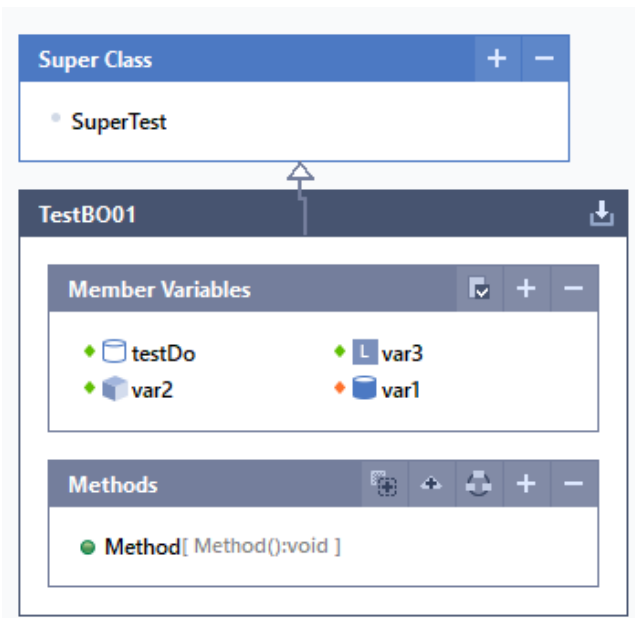 Super Class
SuperTest
TestBO01
Member Variables
testDo
L var3
var2
var1
Methods
Method[ Method():void ]